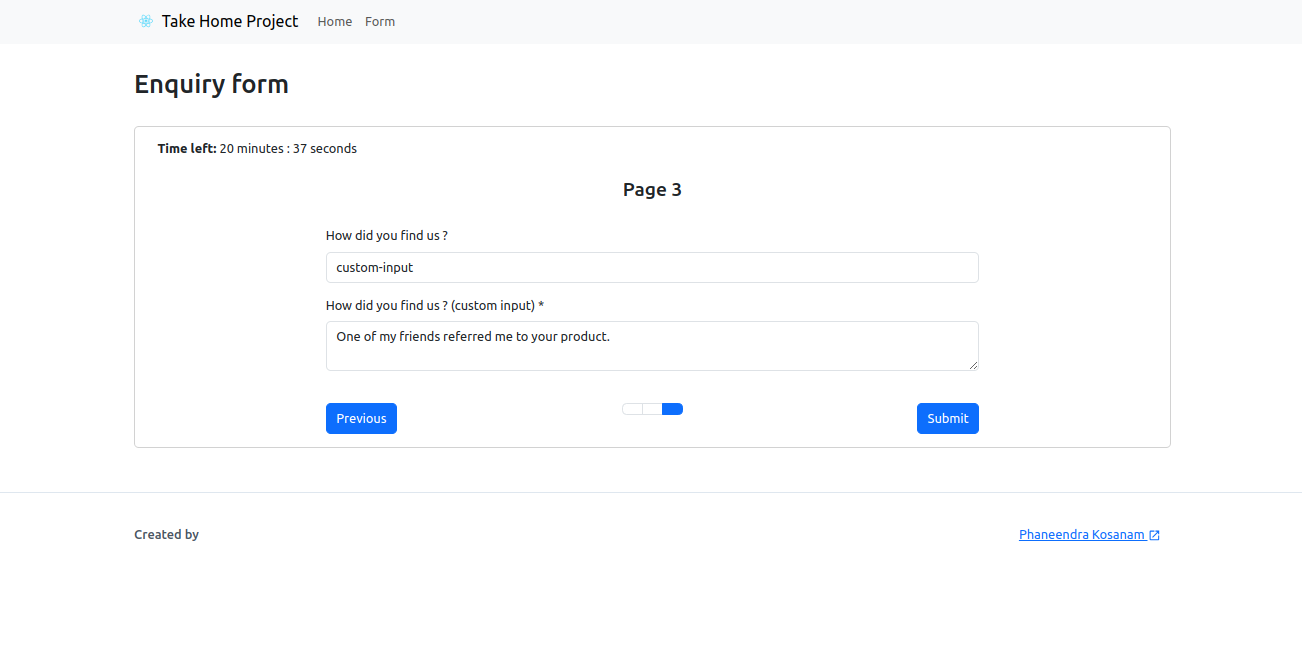 Take Home Project Home Form
Enquiry form
Time left: 20 minutes : 37 seconds
Page 3
How did you find us ?
custom-input
How did you find us ? (custom input) *
One of my friends referred me to your product.
Previous Submit
Created by Phaneendra Kosanam